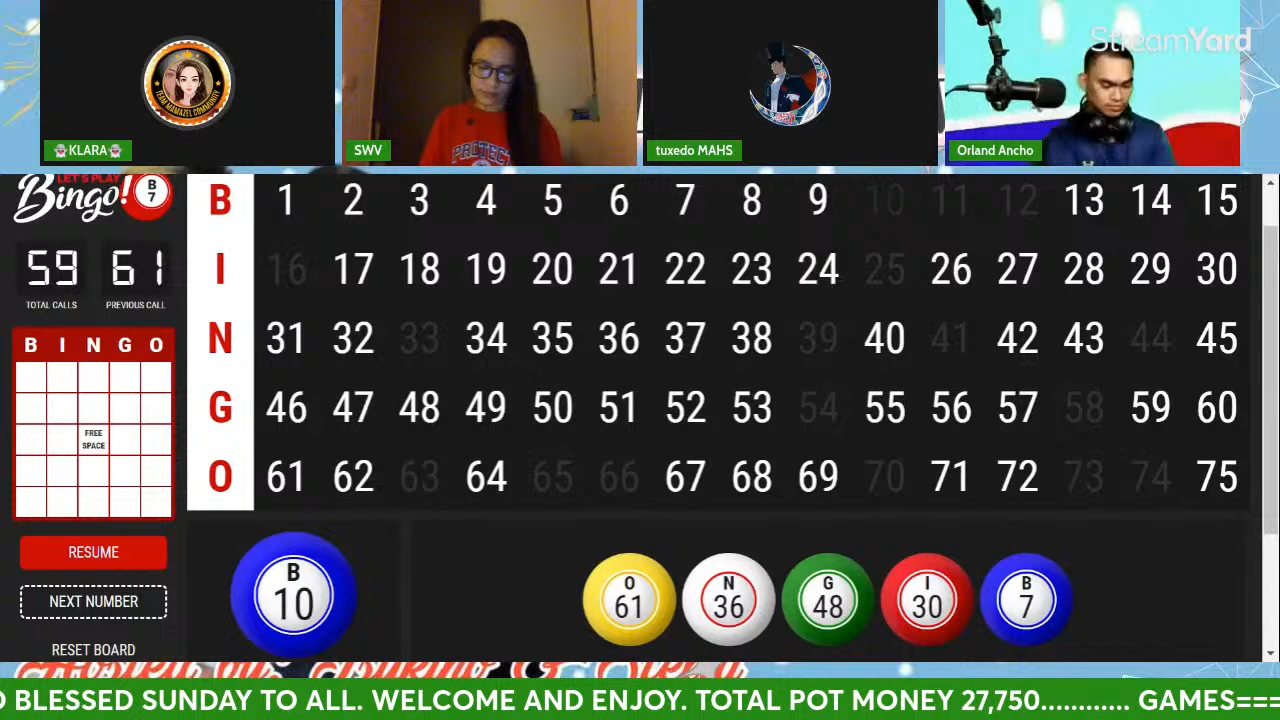 StreamYard
TEAM MAMAZEL COMMUNITY
👻KLARA👻
SWV
tuxedo MAHS
Orland Ancho
PROTECT
LET'S PLAY
Bingo!
B
7
59 61
TOTAL CALLS PREVIOUS CALL
B I N G O
FREE
SPACE
RESUME
NEXT NUMBER
RESET BOARD
B 1 2 3 4 5 6 7 8 9 10 11 12 13 14 15
I 16 17 18 19 20 21 22 23 24 25 26 27 28 29 30
N 31 32 33 34 35 36 37 38 39 40 41 42 43 44 45
G 46 47 48 49 50 51 52 53 54 55 56 57 58 59 60
O 61 62 63 64 65 66 67 68 69 70 71 72 73 74 75
B
10
O
61
N
36
G
48
I
30
B
7
O BLESSED SUNDAY TO ALL. WELCOME AND ENJOY. TOTAL POT MONEY 27,750............ GAMES===